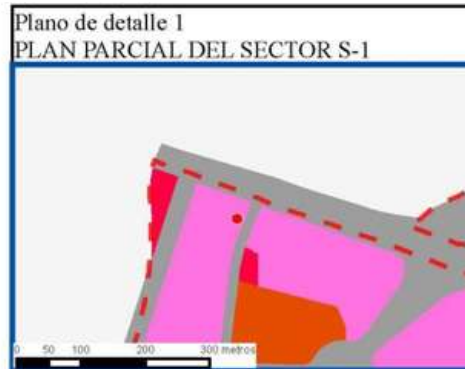 Plano de detalle 1
PLAN PARCIAL DEL SECTOR S-1
0 50 100 200 300 metros